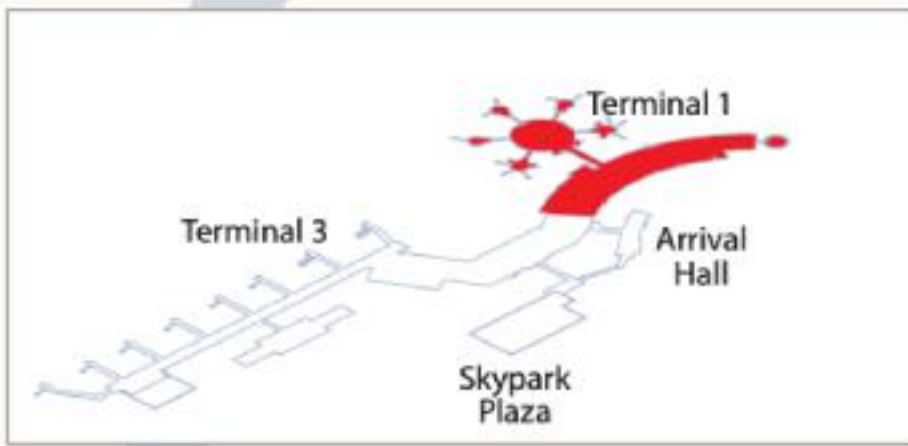 Terminal 1
Terminal 3
Arrival
Hall
Skypark
Plaza